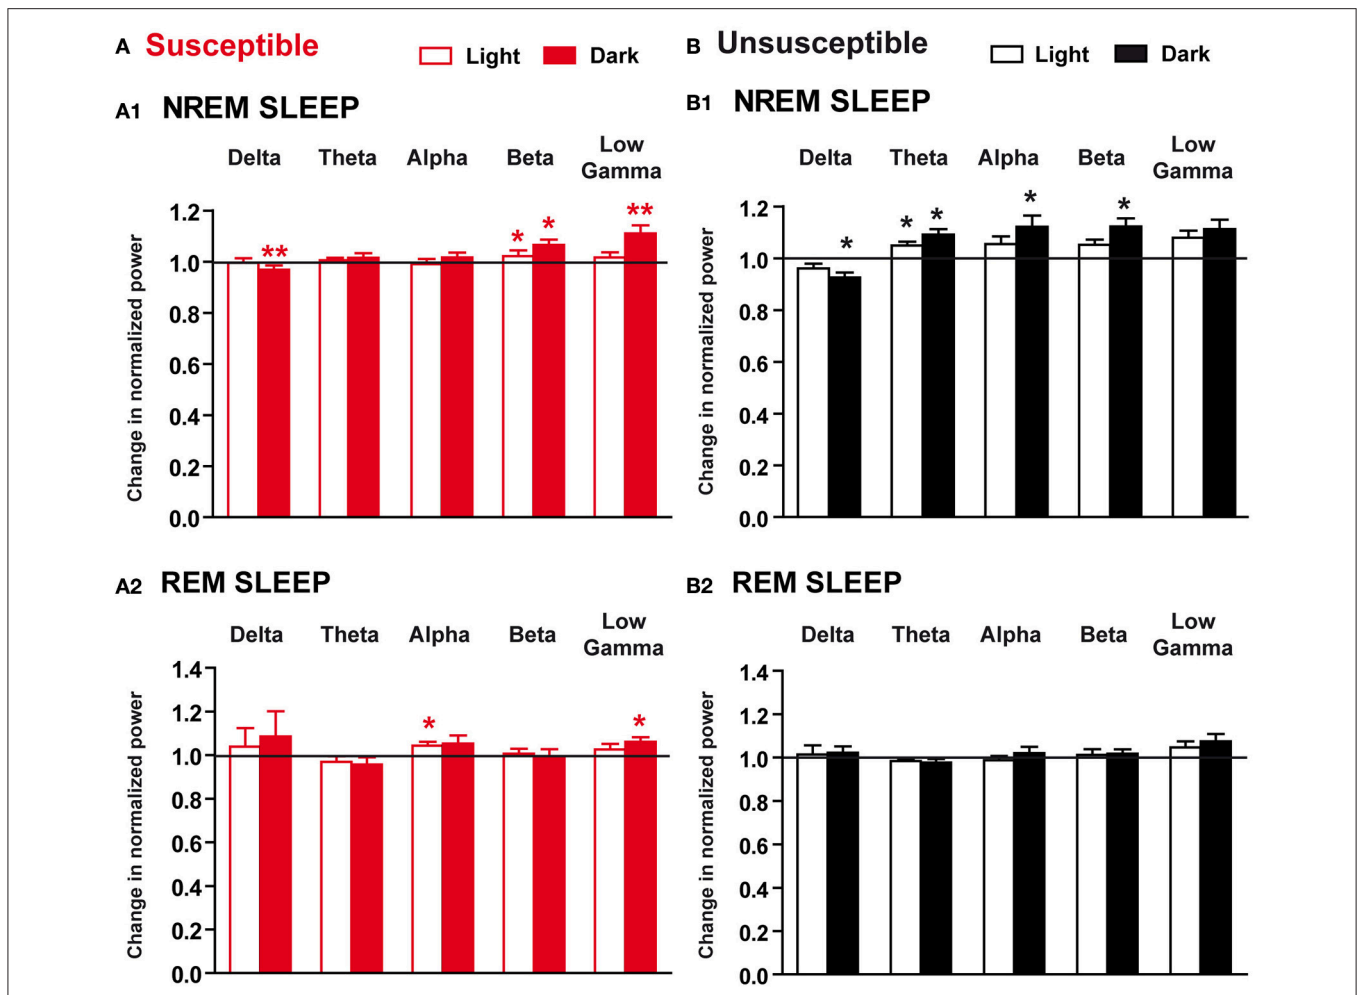 A Susceptible
Light Dark
A1 NREM SLEEP
Delta Theta Alpha Beta Low Gamma
** * * **
Change in normalized power
1.2
1.0
0.8
0.6
0.4
0.2
0.0
B Unsusceptible
Light Dark
B1 NREM SLEEP
Delta Theta Alpha Beta Low Gamma
* * * * *
Change in normalized power
1.2
1.0
0.8
0.6
0.4
0.2
0.0
A2 REM SLEEP
Delta Theta Alpha Beta Low Gamma
* *
Change in normalized power
1.4
1.2
1.0
0.8
0.6
0.4
0.2
0.0
B2 REM SLEEP
Delta Theta Alpha Beta Low Gamma
Change in normalized power
1.4
1.2
1.0
0.8
0.6
0.4
0.2
0.0